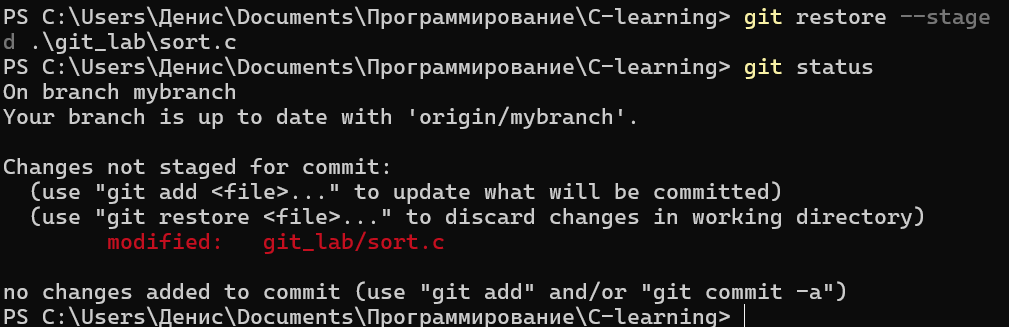 PS C:\Users\Денис\Documents\Программирование\C-learning> git restore --stage
d .\git_lab\sort.c
PS C:\Users\Денис\Documents\Программирование\C-learning> git status
On branch mybranch
Your branch is up to date with 'origin/mybranch'.

Changes not staged for commit:
  (use "git add <file>..." to update what will be committed)
  (use "git restore <file>..." to discard changes in working directory)
        modified:   git_lab/sort.c

no changes added to commit (use "git add" and/or "git commit -a")
PS C:\Users\Денис\Documents\Программирование\C-learning>